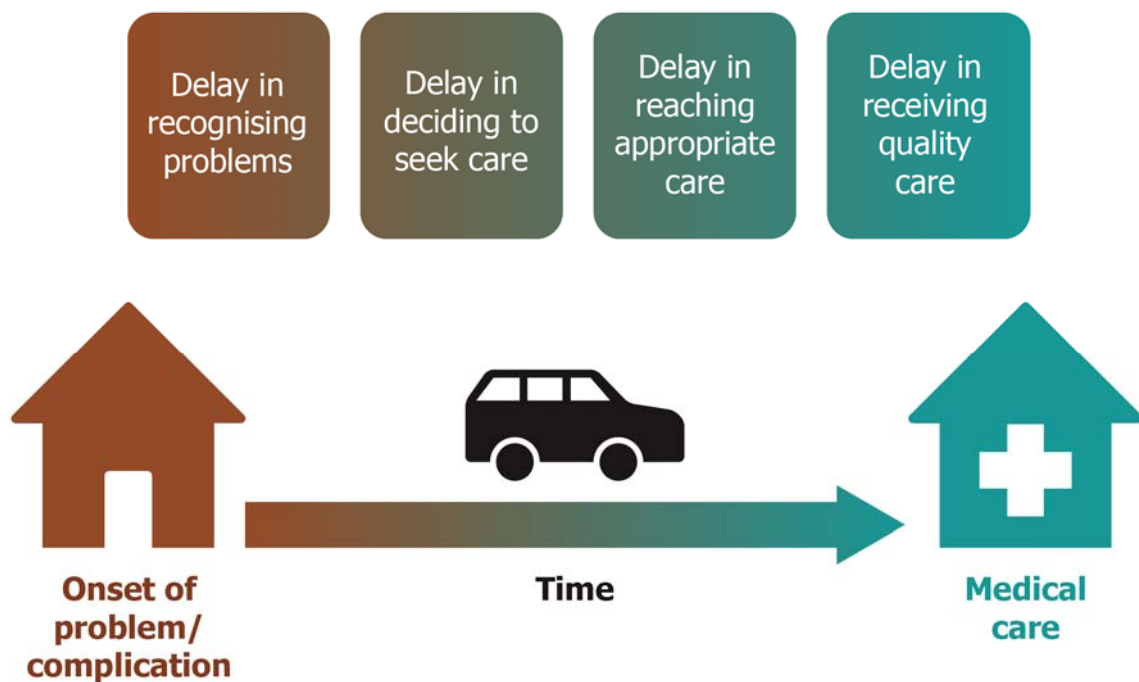 Delay in
recognising
problems
Delay in
deciding to
seek care
Delay in
reaching
appropriate
care
Delay in
receiving
quality
care
Onset of
problem/
complication
Time
Medical
care